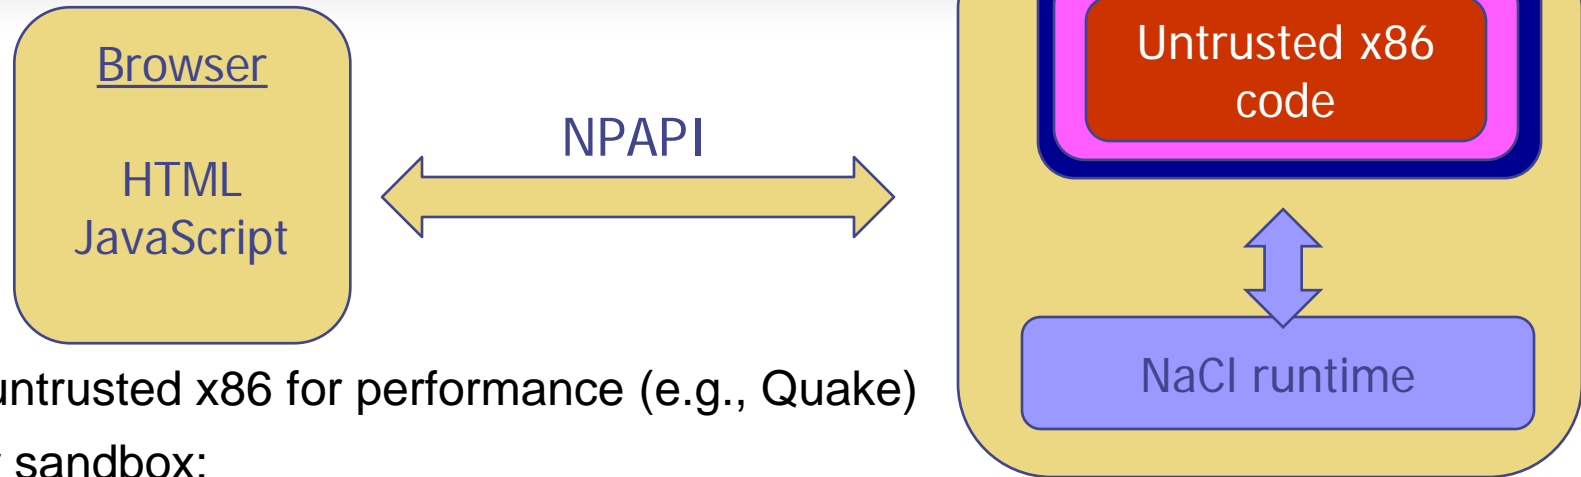 Browser
HTML
JavaScript
NPAPI
Untrusted x86
code
NaCl runtime
untrusted x86 for performance (e.g., Quake)
sandbox: